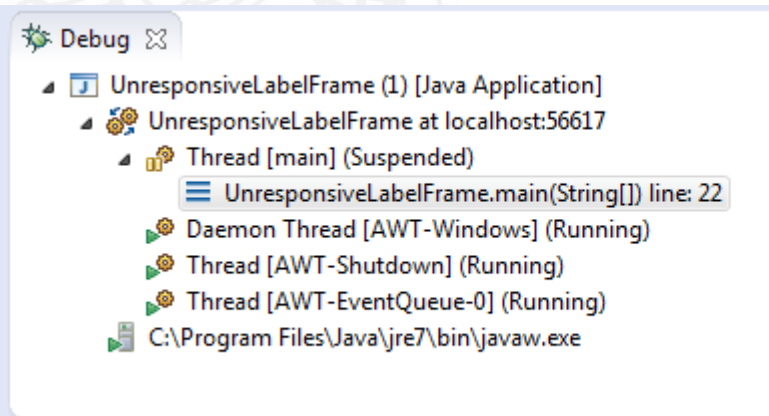 Debug
UnresponsiveLabelFrame (1) [Java Application]
UnresponsiveLabelFrame at localhost:56617
Thread [main] (Suspended)
UnresponsiveLabelFrame.main(String[]) line: 22
Daemon Thread [AWT-Windows] (Running)
Thread [AWT-Shutdown] (Running)
Thread [AWT-EventQueue-0] (Running)
C:\Program Files\Java\jre7\bin\javaw.exe